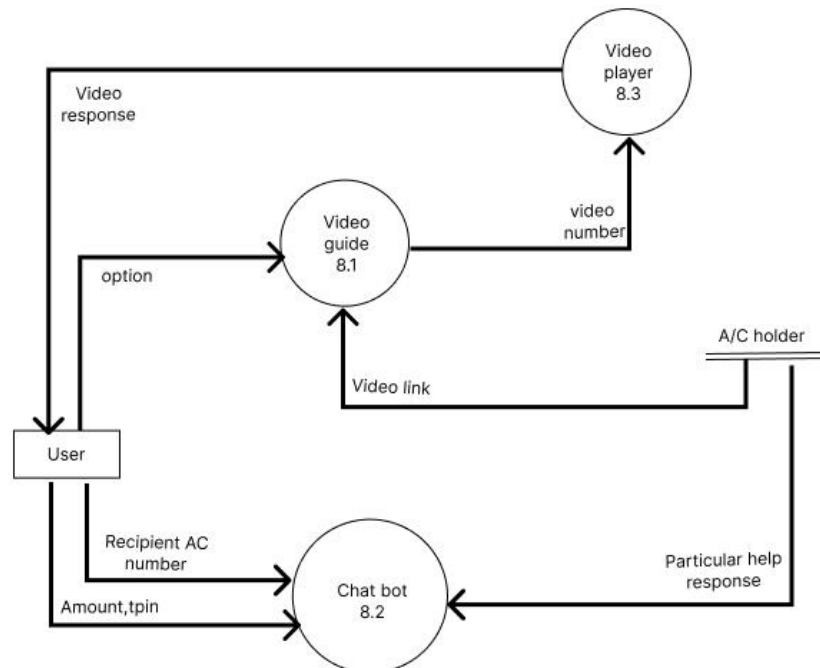 Video
player
8.3
Video
response
Video
guide
8.1
video
number
option
A/C holder
Video link
User
Recipient AC
number
Particular help
response
Chat bot
8.2
Amount,tpin